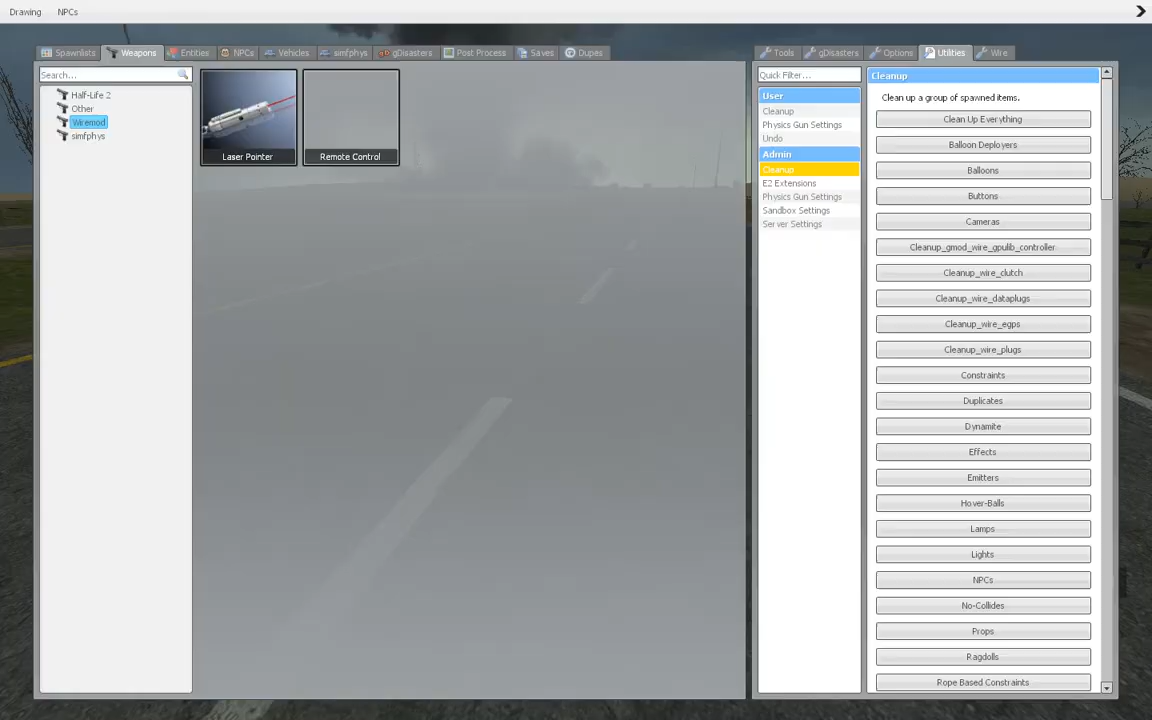 Drawing NPCs
Spawnlists Weapons Entities NPCs Vehicles simfphys gDisasters Post Process Saves Dupes
Tools gDisasters Options Utilities Wire
Search...
Half-Life 2
Other
Wiremod
simfphys
Laser Pointer
Remote Control
Quick Filter...
User
Cleanup
Physics Gun Settings
Undo
Admin
Cleanup
E2 Extensions
Physics Gun Settings
Sandbox Settings
Server Settings
Cleanup
Clean up a group of spawned items.
Clean Up Everything
Balloon Deployers
Balloons
Buttons
Cameras
Cleanup_gmod_wire_gpulib_controller
Cleanup_wire_clutch
Cleanup_wire_dataplugs
Cleanup_wire_egps
Cleanup_wire_plugs
Constraints
Duplicates
Dynamite
Effects
Emitters
Hover-Balls
Lamps
Lights
NPCs
No-Collides
Props
Ragdolls
Rope Based Constraints